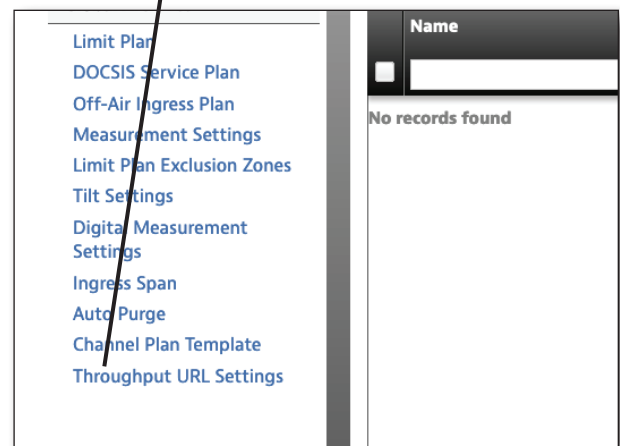 Limit Plan
DOCSIS Service Plan
Off-Air Ingress Plan
Measurement Settings
Limit Plan Exclusion Zones
Tilt Settings
Digital Measurement
Settings
Ingress Span
Auto Purge
Channel Plan Template
Throughput URL Settings
Name
No records found